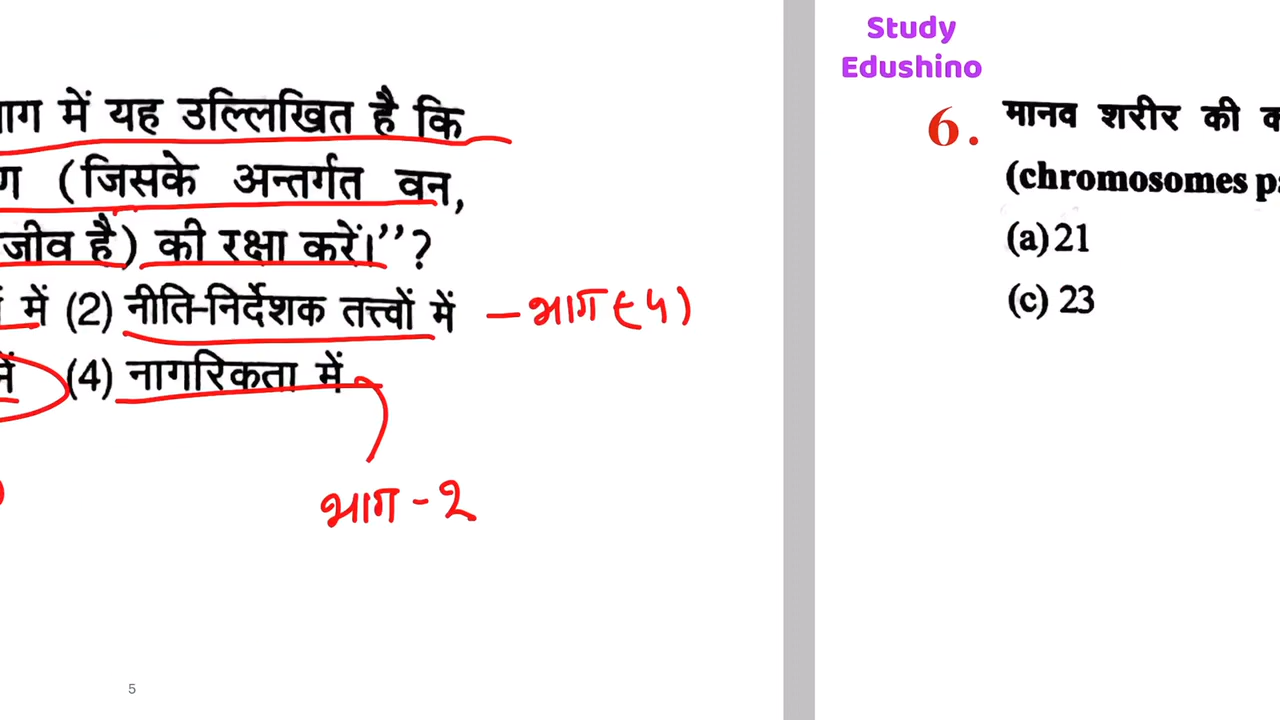 में यह उल्लिखित है कि
(जिसके अन्तर्गत वन,
जीव है) की रक्षा करें।’’?
में (2) नीति-निर्देशक तत्त्वों में
(4) नागरिकता में
भाग - 2
5
Study
Edushino
6. मानव शरीर की
(chromosomes
(a) 21
(c) 23